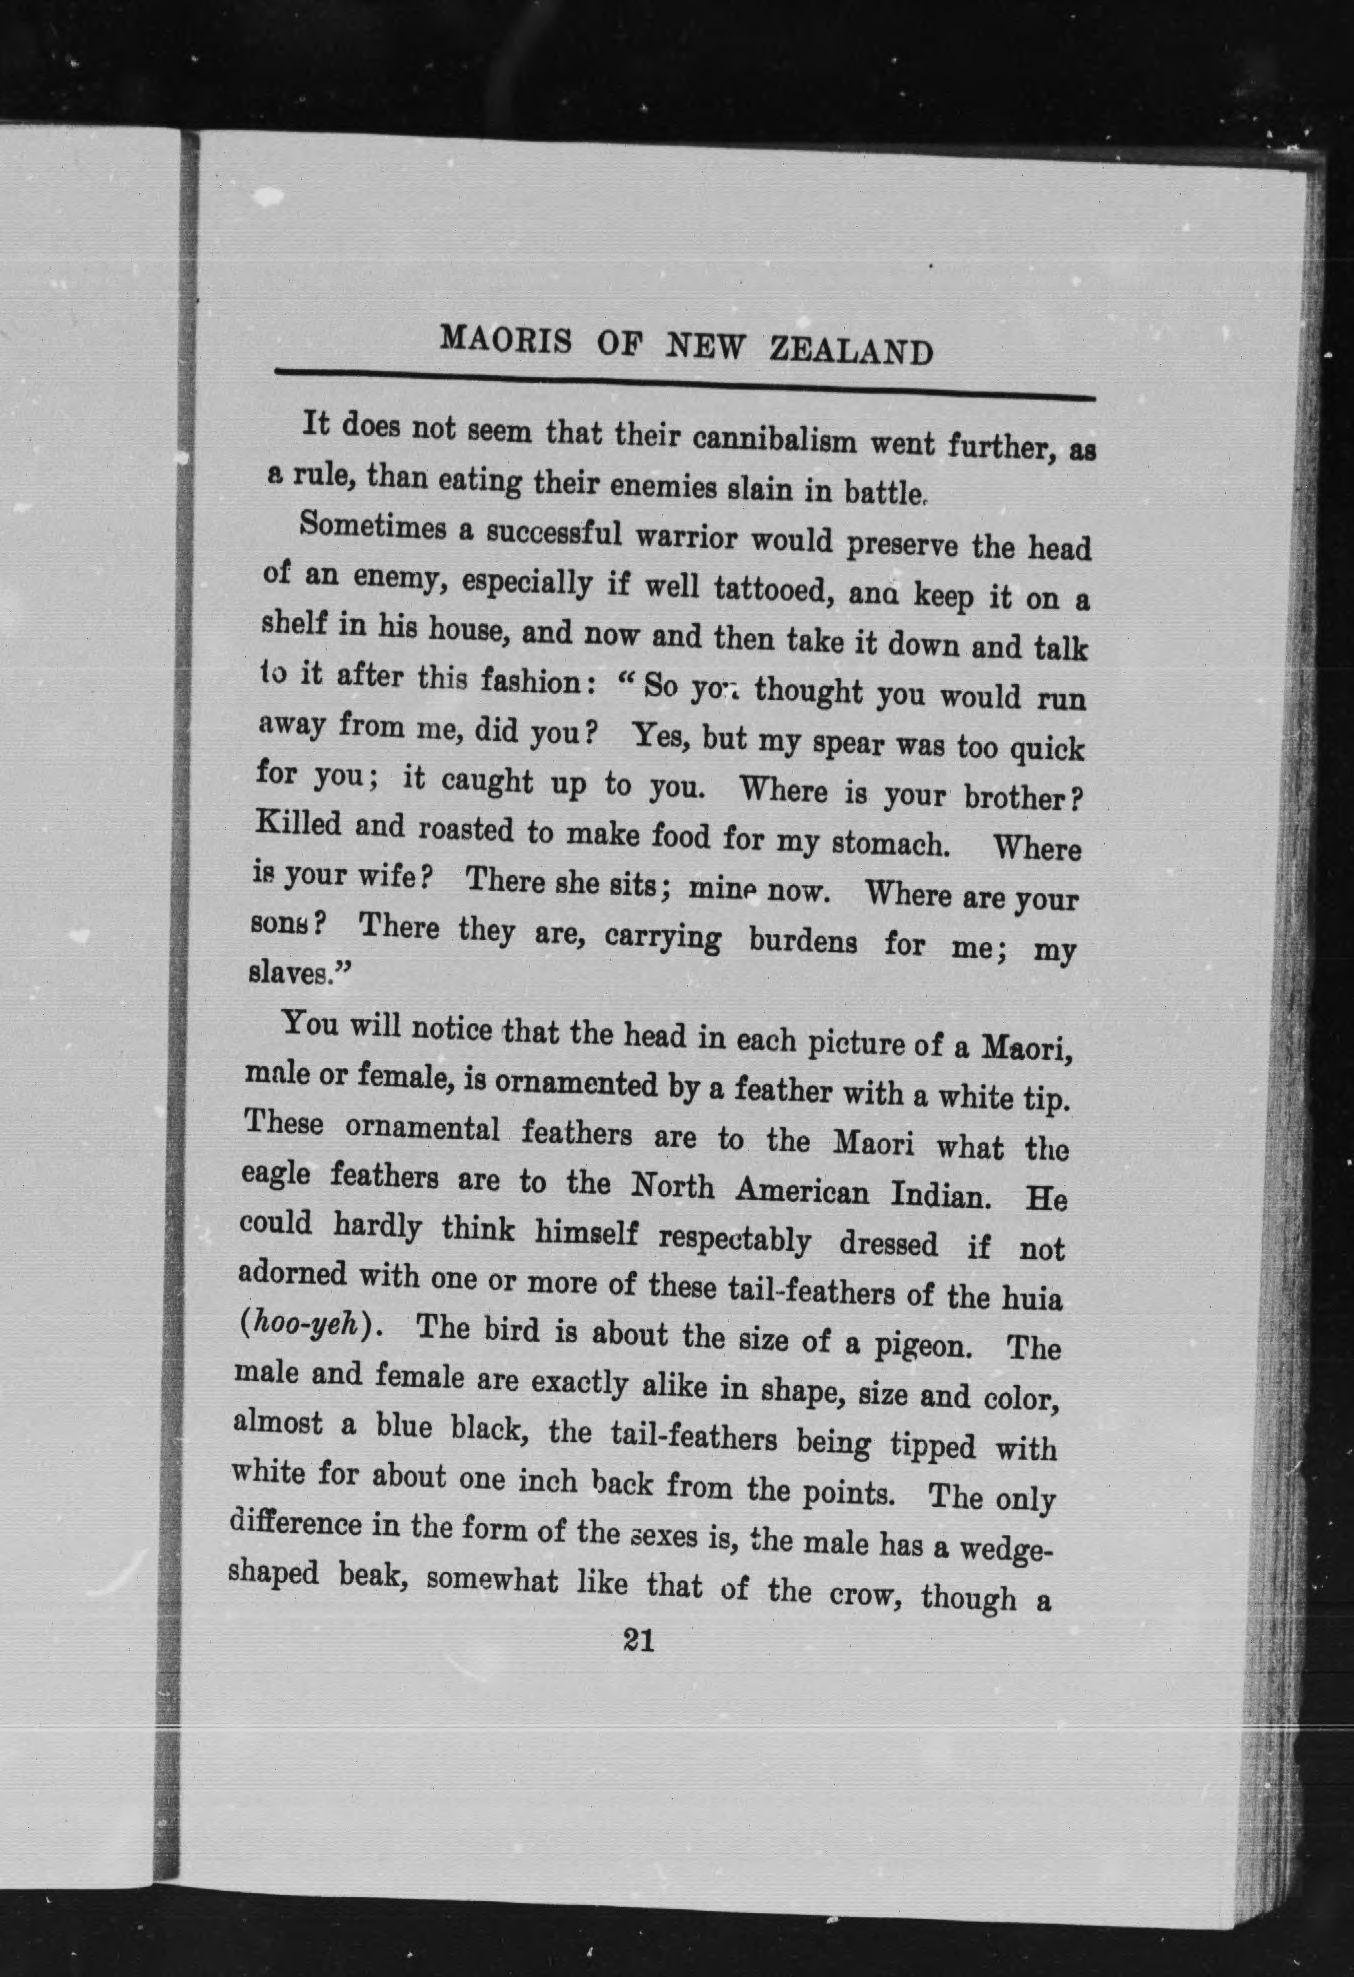 MAORIS OF NEW ZEALAND
It does not seem that their cannibalism went further, as
a rule, than eating their enemies slain in battle.
Sometimes a successful warrior would preserve the head
of an enemy, especially if well tattooed, and keep it on a
shelf in his house, and now and then take it down and talk
to it after this fashion: “So you thought you would run
away from me, did you? Yes, but my spear was too quick
for you; it caught up to you. Where is your brother?
Killed and roasted to make food for my stomach. Where
is your wife? There she sits; mine now. Where are your
sons? There they are, carrying burdens for me; my
slaves.”
You will notice that the head in each picture of a Maori,
male or female, is ornamented by a feather with a white tip.
These ornamental feathers are to the Maori what the
eagle feathers are to the North American Indian. He
could hardly think himself respectably dressed if not
adorned with one or more of these tail-feathers of the huia
(hoo-yeh). The bird is about the size of a pigeon. The
male and female are exactly alike in shape, size and color,
almost a blue black, the tail-feathers being tipped with
white for about one inch back from the points. The only
difference in the form of the sexes is, the male has a wedge-
shaped beak, somewhat like that of the crow, though a
21